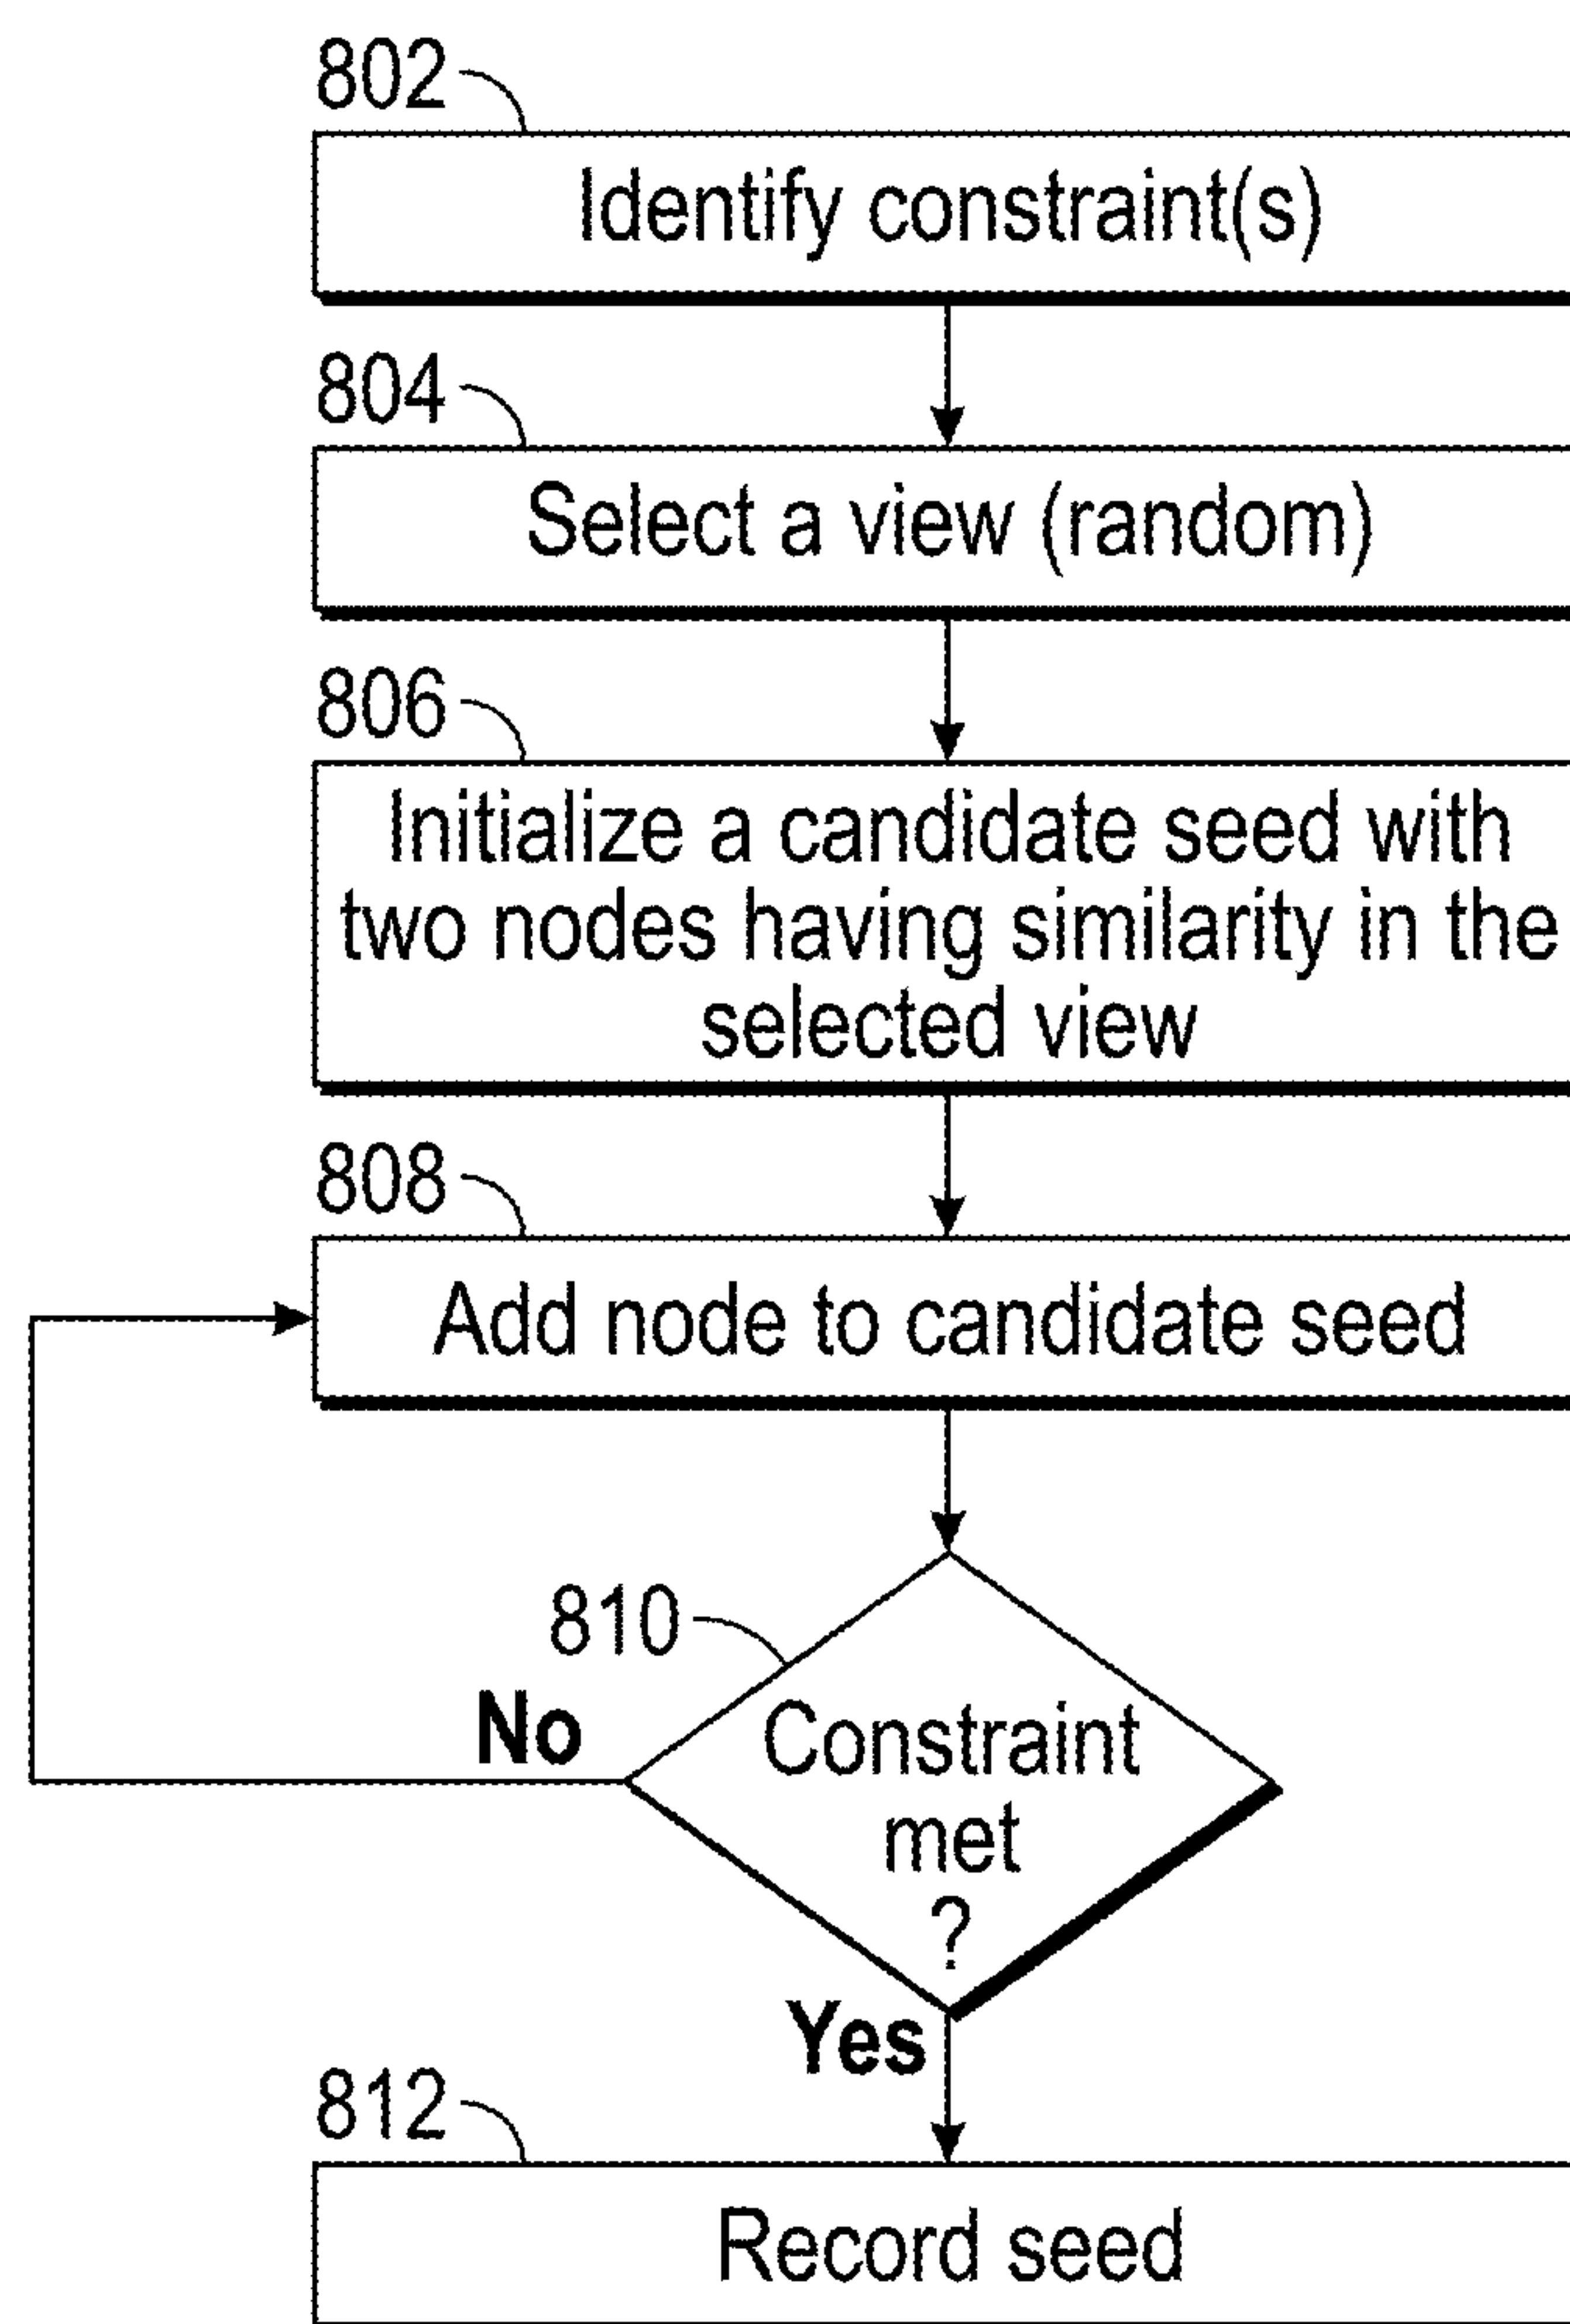 802
Identify constraint(s)
804
Select a view (random)
806
Initialize a candidate seed with
two nodes having similarity in the
selected view
808
Add node to candidate seed
810
No
Constraint
met
?
Yes
812
Record seed